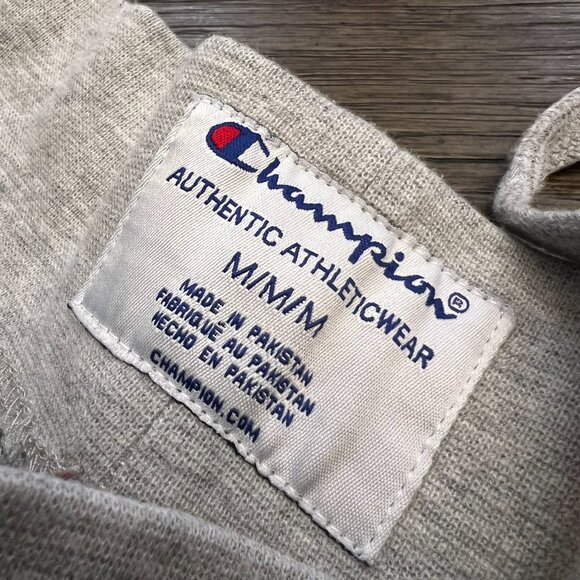 Champion®
AUTHENTIC ATHLETICWEAR
M/M/M
MADE IN PAKISTAN
FABRIQUÉ AU PAKISTAN
HECHO EN PAKISTAN
CHAMPION.COM